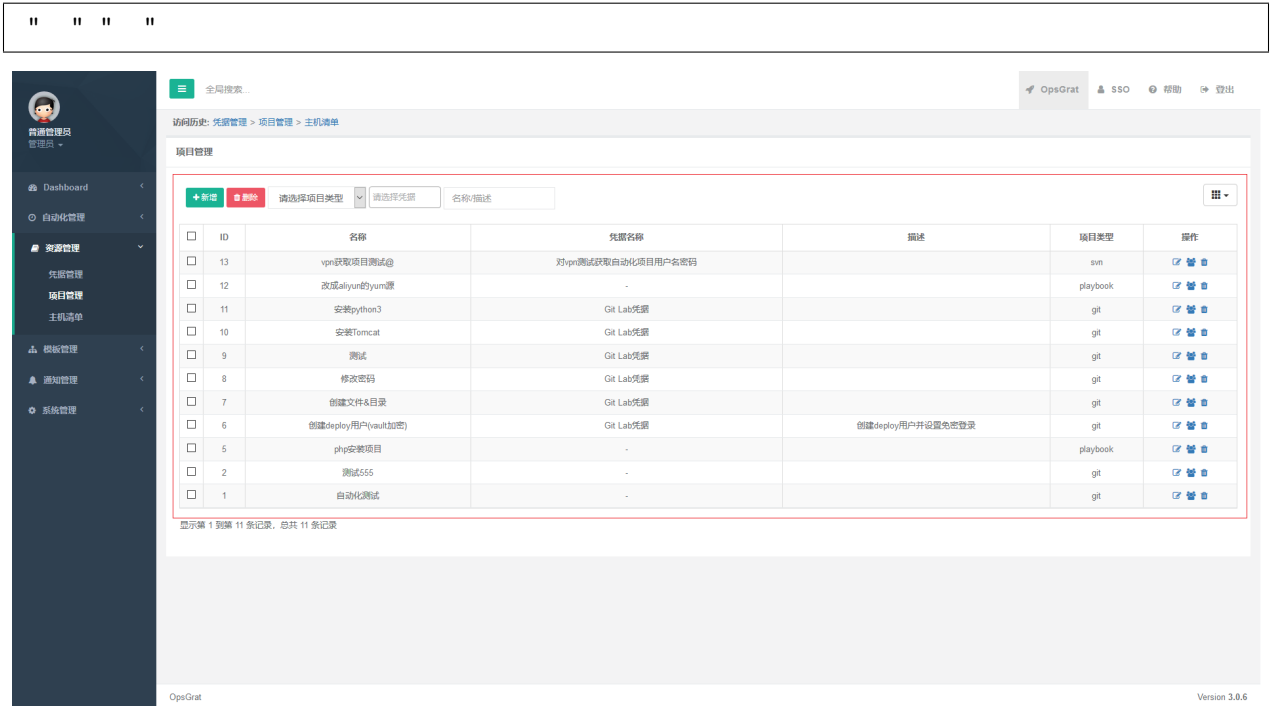 " " " "
全局搜索...
OpsGrat SSO 帮助 登出
普通管理员
管理员
访问历史: 凭据管理 > 项目管理 > 主机清单
项目管理
Dashboard
自动化管理
资源管理
凭据管理
项目管理
主机清单
模板管理
通知管理
系统管理
+新增 删除 请选择项目类型 请选择凭据 名称/描述
ID 名称 凭据名称 描述 项目类型 操作
13 vpn获取项目测试@ 对vpn测试获取自动化项目用户名密码 svn
12 改成aliyun的yum源 - playbook
11 安装python3 Git Lab凭据 git
10 安装Tomcat Git Lab凭据 git
9 测试 Git Lab凭据 git
8 修改密码 Git Lab凭据 git
7 创建文件&目录 Git Lab凭据 git
6 创建deploy用户(vault加密) Git Lab凭据 创建deploy用户并设置免密登录 git
5 php安装项目 - playbook
2 测试555 - git
1 自动化测试 - git
显示第 1 到第 11 条记录，总共 11 条记录
OpsGrat Version 3.0.6